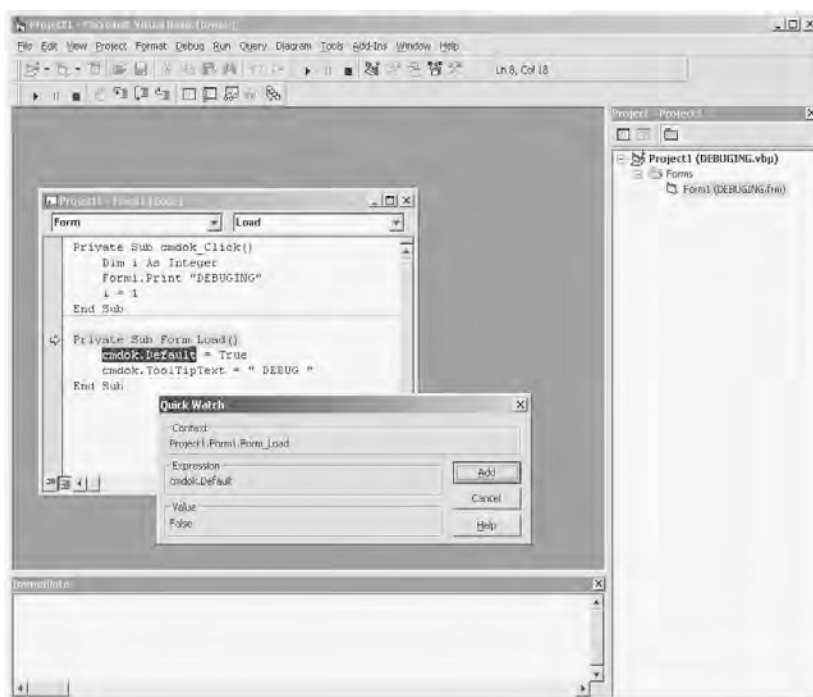 Project1 - Microsoft Visual Basic [break]
File Edit View Project Format Debug Run Query Diagram Tools Add-Ins Window Help
Ln 8, Col 18
Project - Project1
Project1 (DEBUGING.vbp)
Forms
Form1 (DEBUGING.frm)
Project1 - Form1 (Code)
Form Load
Private Sub cmdok_Click()
Dim i As Integer
Form1.Print "DEBUGING"
i = 1
End Sub
Private Sub Form_Load()
cmdok.Default = True
cmdok.ToolTipText = " DEBUG "
End Sub
Quick Watch
Context
Project1.Form1.Form_Load
Expression
cmdok.Default
Add
Cancel
Value
False
Help
Immediate